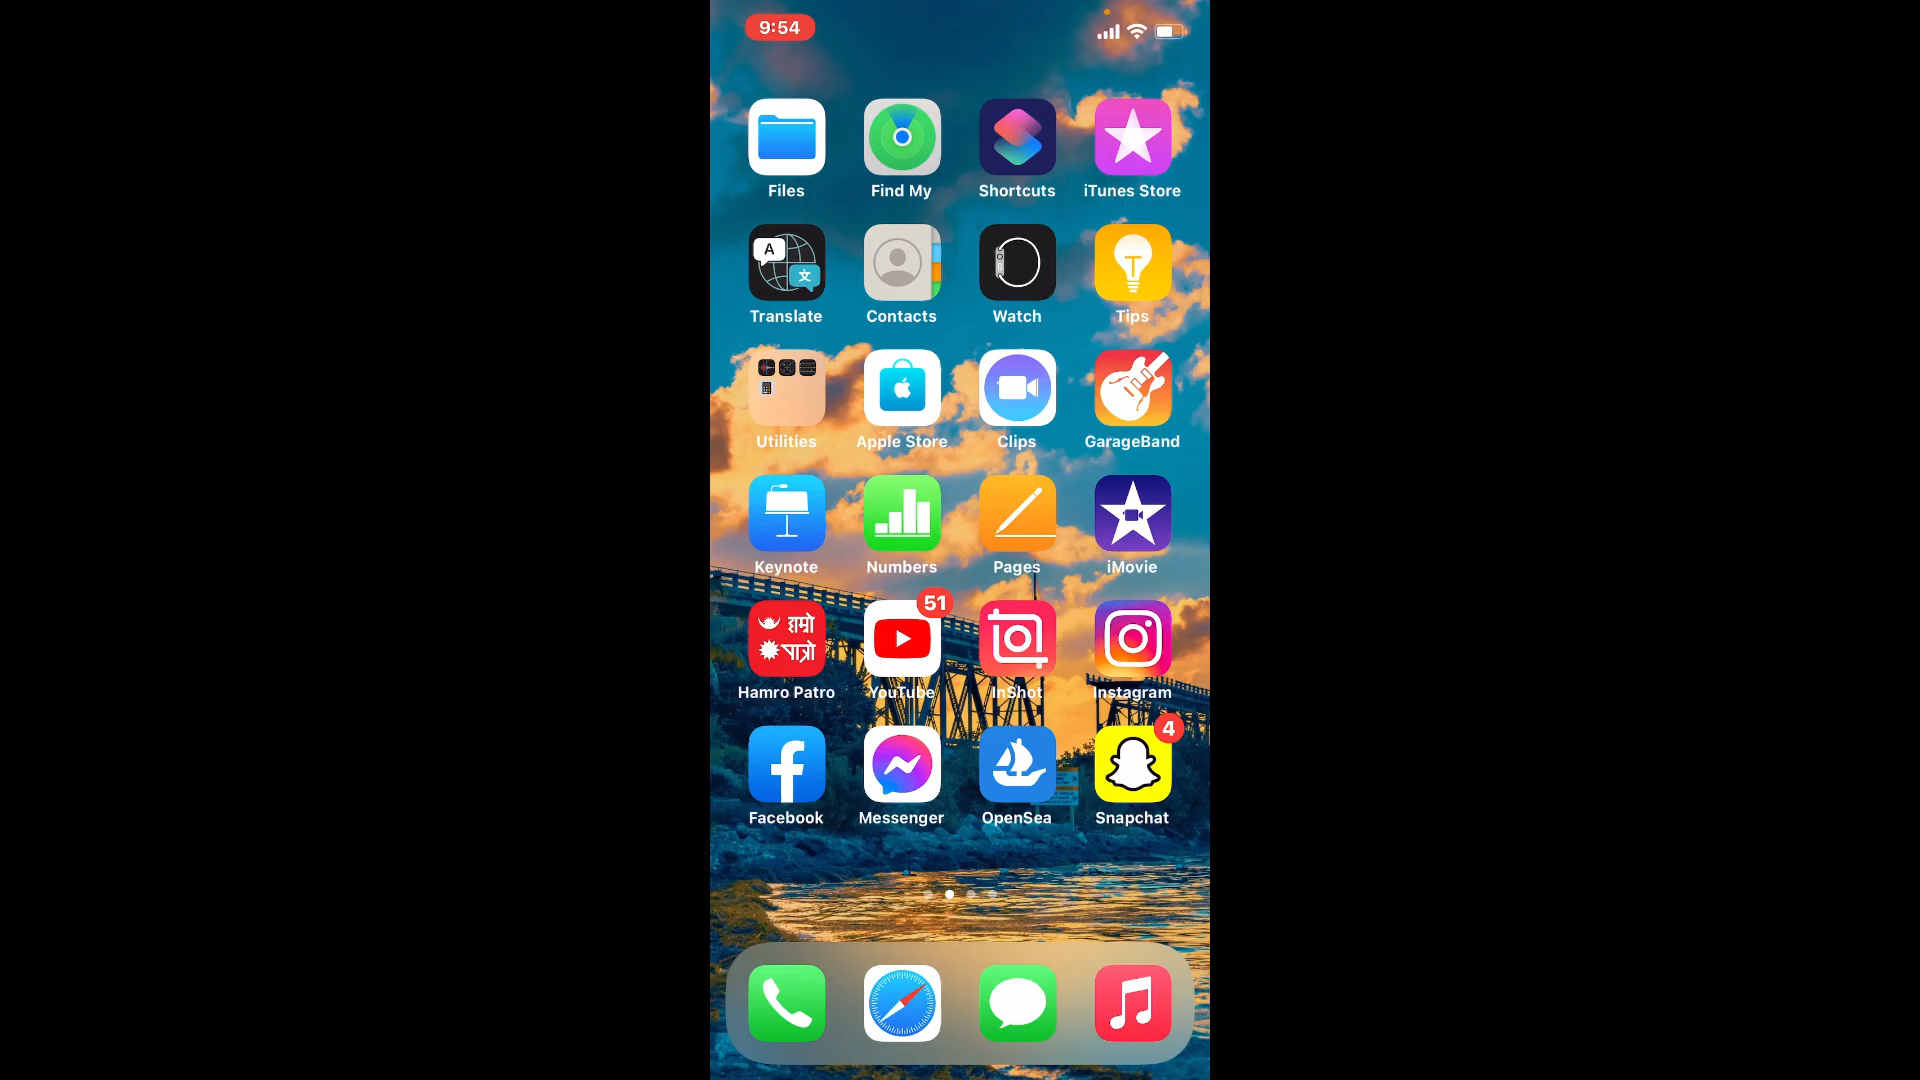 9:54
Files Find My Shortcuts iTunes Store
A 文
Translate Contacts Watch Tips
Utilities Apple Store Clips GarageBand
Keynote Numbers Pages iMovie
हाम्रो
पात्रो
51
Hamro Patro YouTube InShot Instagram
4
Facebook Messenger OpenSea Snapchat